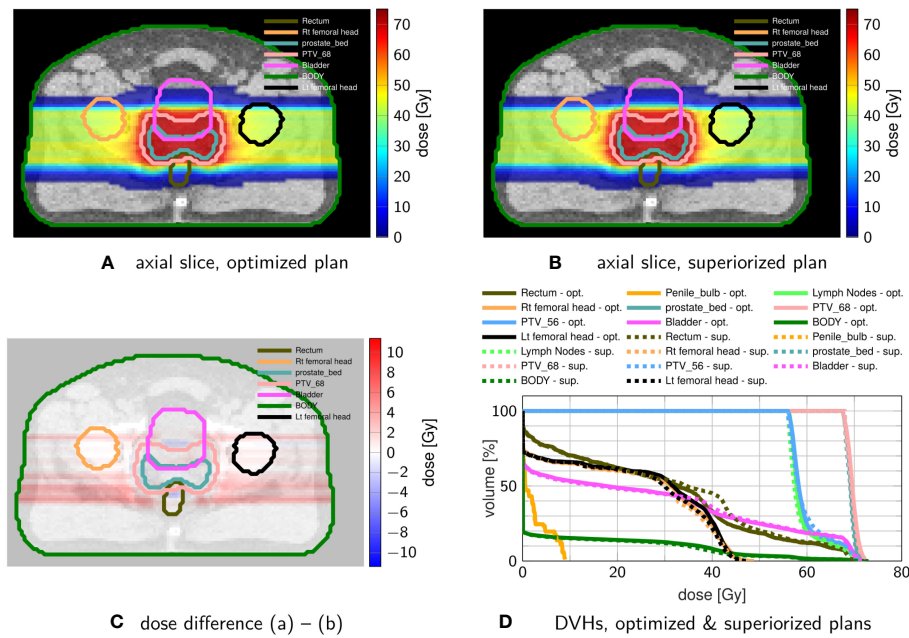 Rectum
Rt femoral head
prostate_bed
PTV_68
Bladder
BODY
Lt femoral head
70
60
50
40
30
20
10
0
dose [Gy]
A axial slice, optimized plan
Rectum
Rt femoral head
prostate_bed
PTV_68
Bladder
BODY
Lt femoral head
70
60
50
40
30
20
10
0
dose [Gy]
B axial slice, superiorized plan
Rectum
Rt femoral head
prostate_bed
PTV_68
Bladder
BODY
Lt femoral head
10
8
6
4
2
0
−2
−4
−6
−8
−10
dose [Gy]
C dose difference (a) – (b)
Rectum - opt. Penile_bulb - opt. Lymph Nodes - opt.
Rt femoral head - opt. prostate_bed - opt. PTV_68 - opt.
PTV_56 - opt. Bladder - opt. BODY - opt.
Lt femoral head - opt. Rectum - sup. Penile_bulb - sup.
Lymph Nodes - sup. Rt femoral head - sup. prostate_bed - sup.
PTV_68 - sup. PTV_56 - sup. Bladder - sup.
BODY - sup. Lt femoral head - sup.
100
50
0
volume [%]
0 20 40 60 80
dose [Gy]
D DVHs, optimized & superiorized plans